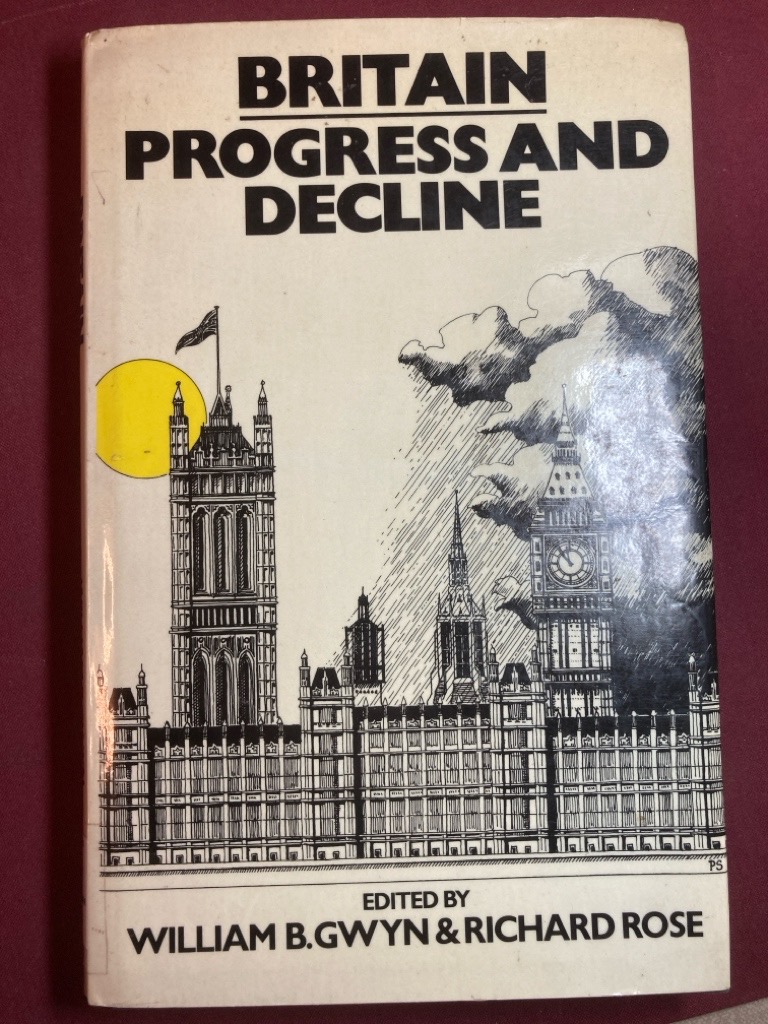 BRITAIN
PROGRESS AND
DECLINE
PS
EDITED BY
WILLIAM B. GWYN & RICHARD ROSE